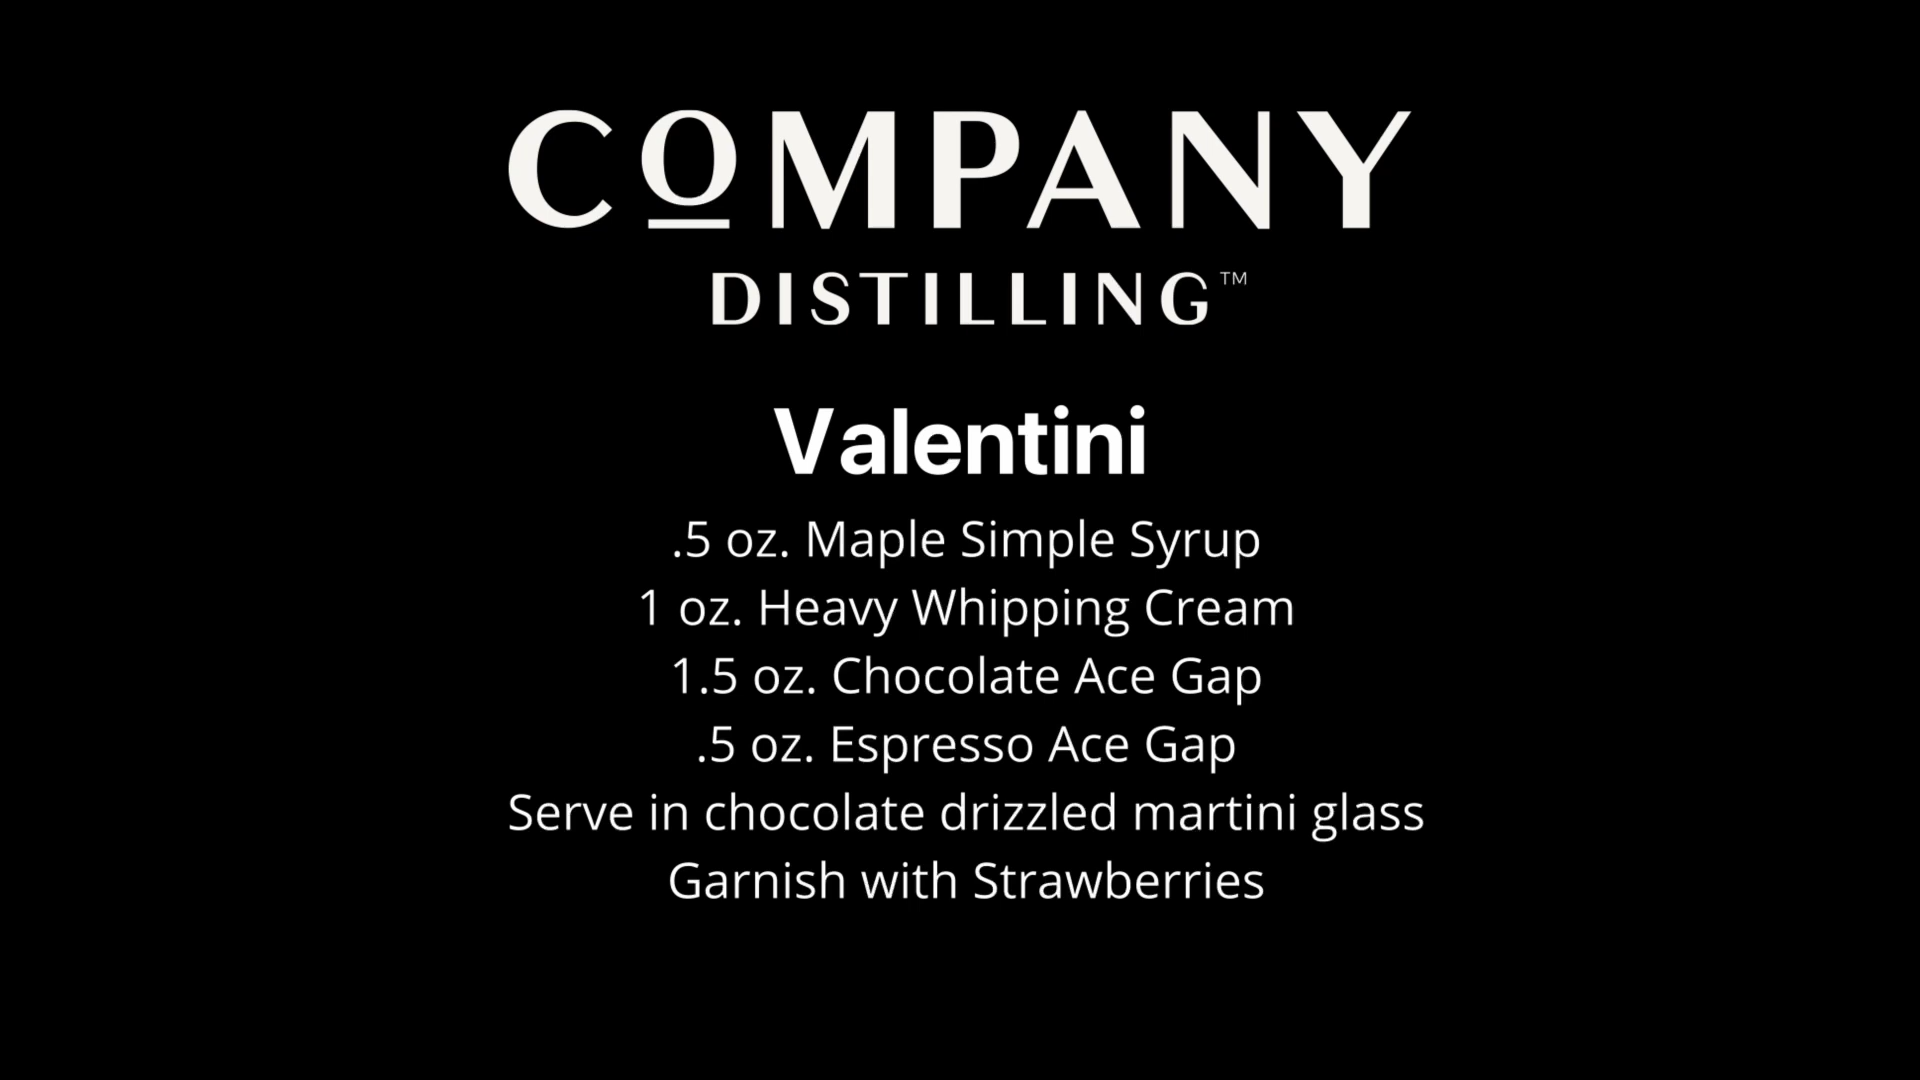 COMPANY
DISTILLING™
Valentini
.5 oz. Maple Simple Syrup
1 oz. Heavy Whipping Cream
1.5 oz. Chocolate Ace Gap
.5 oz. Espresso Ace Gap
Serve in chocolate drizzled martini glass
Garnish with Strawberries